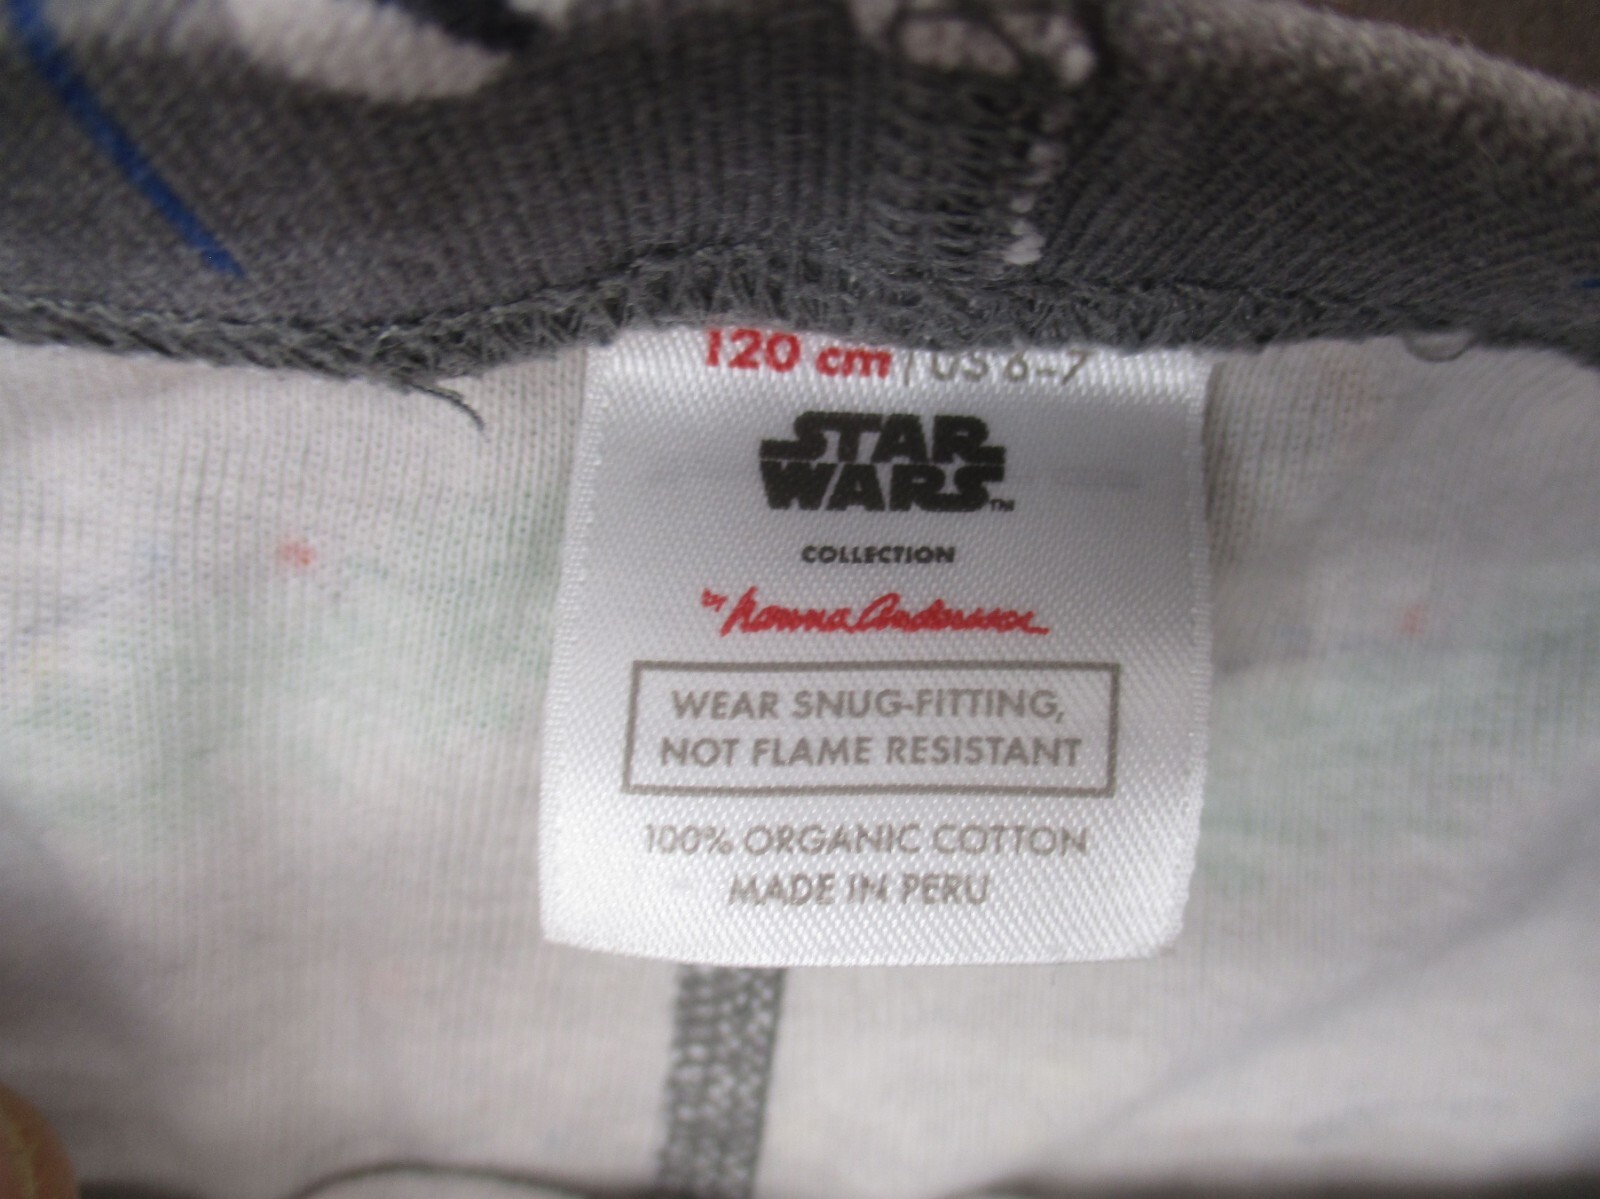 120 cm / US 6-7
STAR
WARS™
COLLECTION
by Hanna Andersson
WEAR SNUG-FITTING,
NOT FLAME RESISTANT
100% ORGANIC COTTON
MADE IN PERU